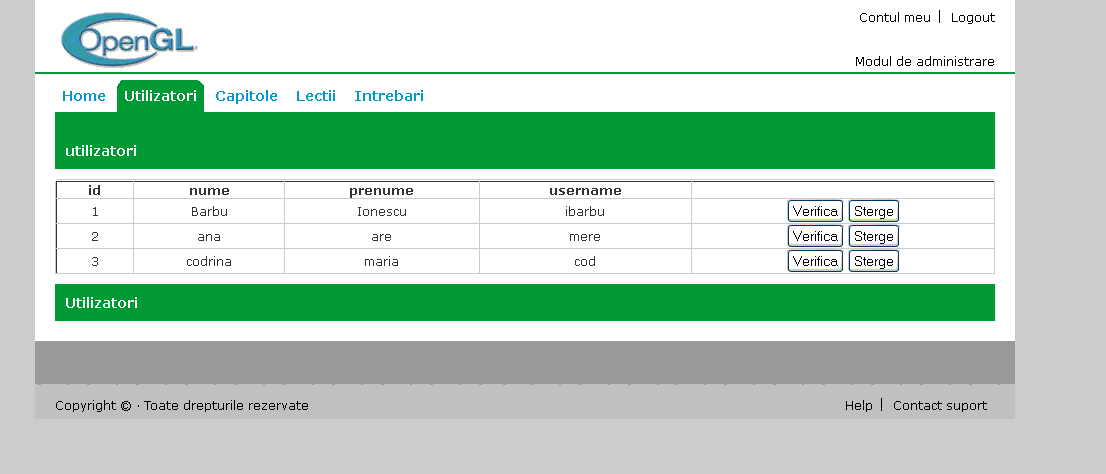 OpenGL.
Contul meu | Logout
Modul de administrare
Home Utilizatori Capitole Lectii Intrebari
utilizatori
id nume prenume username
1 Barbu Ionescu ibarbu Verifica Sterge
2 ana are mere Verifica Sterge
3 codrina maria cod Verifica Sterge
Utilizatori
Copyright © · Toate drepturile rezervate
Help | Contact suport